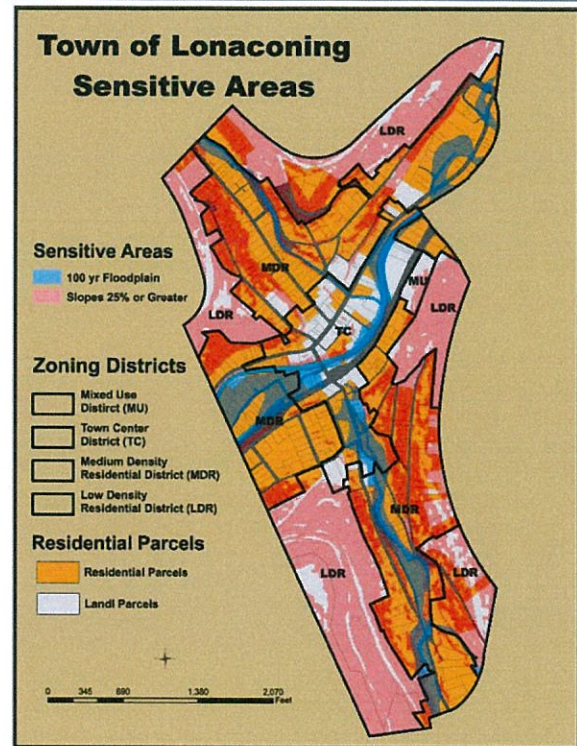 Town of Lonaconing
Sensitive Areas
LDR
Sensitive Areas
100 yr Floodplain
Slopes 25% or Greater
MDR
MU
LDR
LDR
TC
Zoning Districts
Mixed Use
Distirct (MU)
Town Center
District (TC)
MDR
Medium Density
Residential District (MDR)
Low Density
Residential District (LDR)
MDR
Residential Parcels
LDR
LDR
Residential Parcels
Landl Parcels
0 345 690 1,380 2,070
Feet